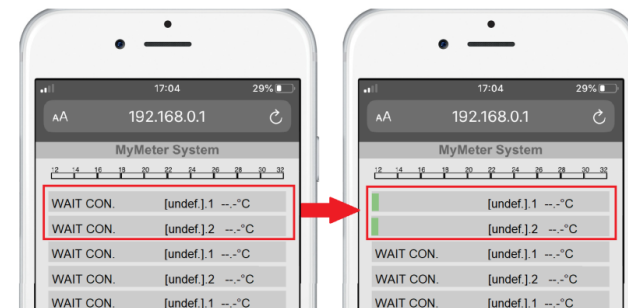 17:04 29%
AA 192.168.0.1
MyMeter System
12 14 16 18 20 22 24 26 28 30 32
WAIT CON. [undef.].1 --.-°C
WAIT CON. [undef.].2 --.-°C
WAIT CON. [undef.].1 --.-°C
WAIT CON. [undef.].2 --.-°C
WAIT CON. [undef.].1 --.-°C
17:04 29%
AA 192.168.0.1
MyMeter System
12 14 16 18 20 22 24 26 28 30 32
[undef.].1 --.-°C
[undef.].2 --.-°C
WAIT CON. [undef.].1 --.-°C
WAIT CON. [undef.].2 --.-°C
WAIT CON. [undef.].1 --.-°C